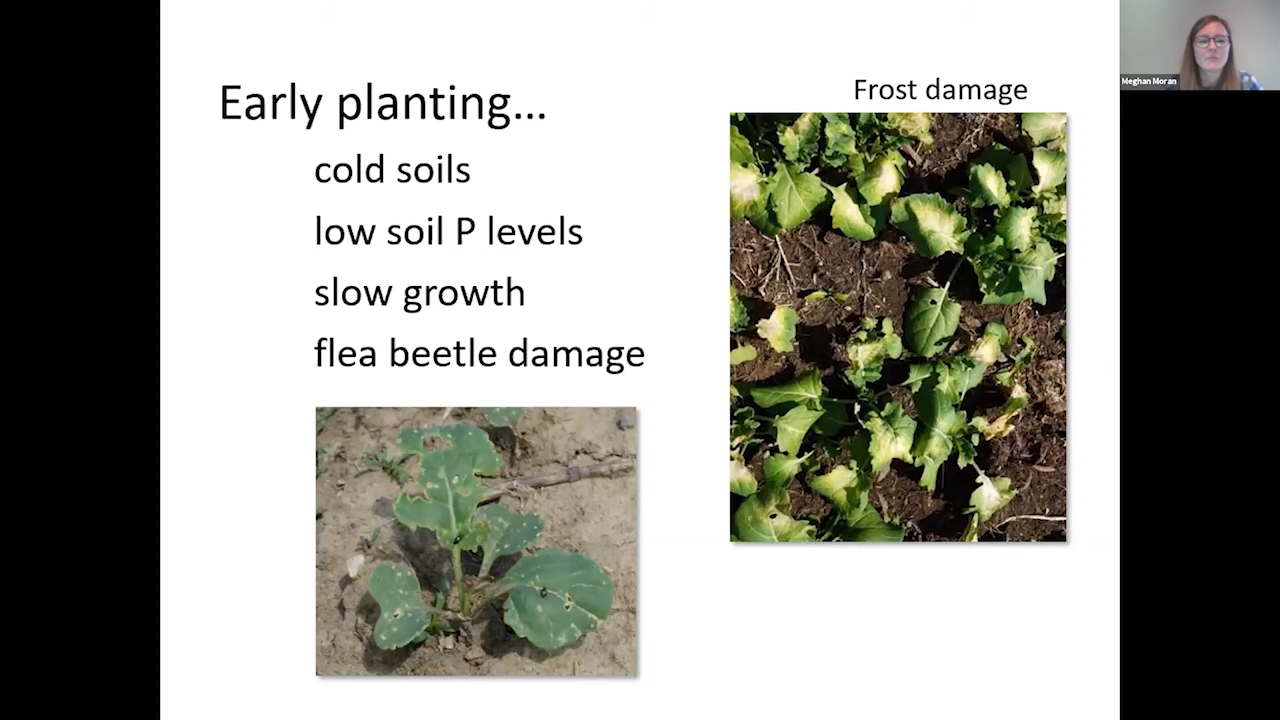 Early planting...
cold soils
low soil P levels
slow growth
flea beetle damage
Frost damage
Meghan Moran